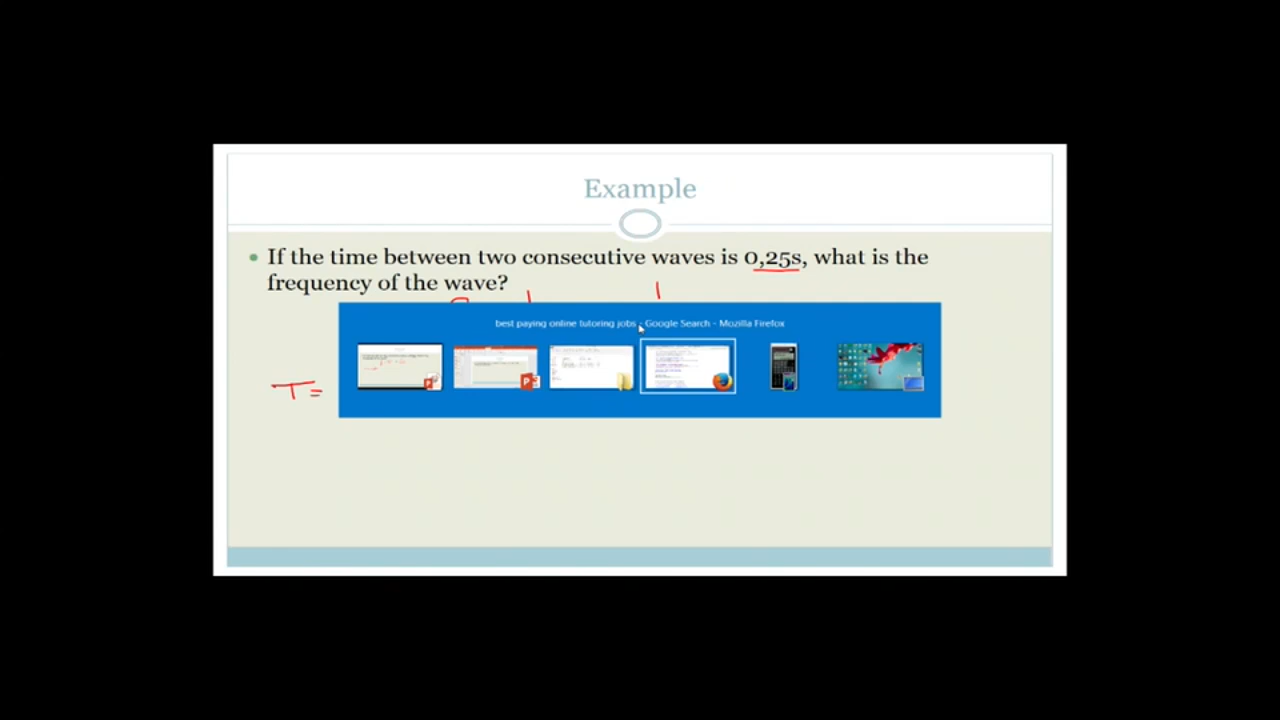 Example
If the time between two consecutive waves is 0,25s, what is the
frequency of the wave?
best paying online tutoring jobs - Google Search - Mozilla Firefox
T =